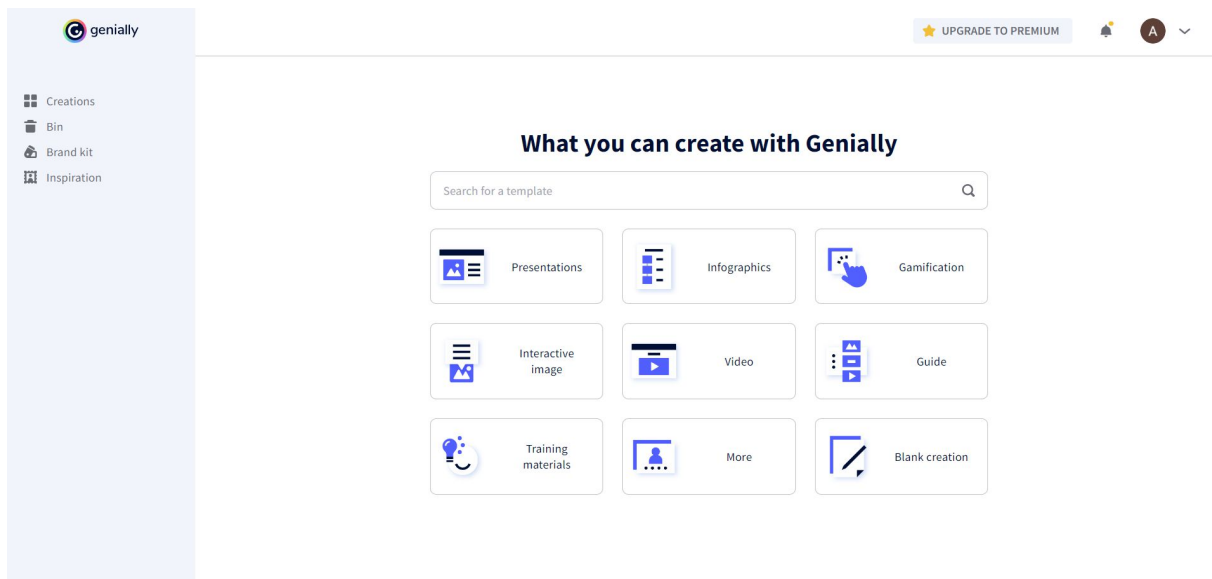 genially
UPGRADE TO PREMIUM
A
Creations
Bin
Brand kit
Inspiration
What you can create with Genially
Search for a template
Presentations
Infographics
Gamification
Interactive
image
Video
Guide
Training
materials
More
Blank creation